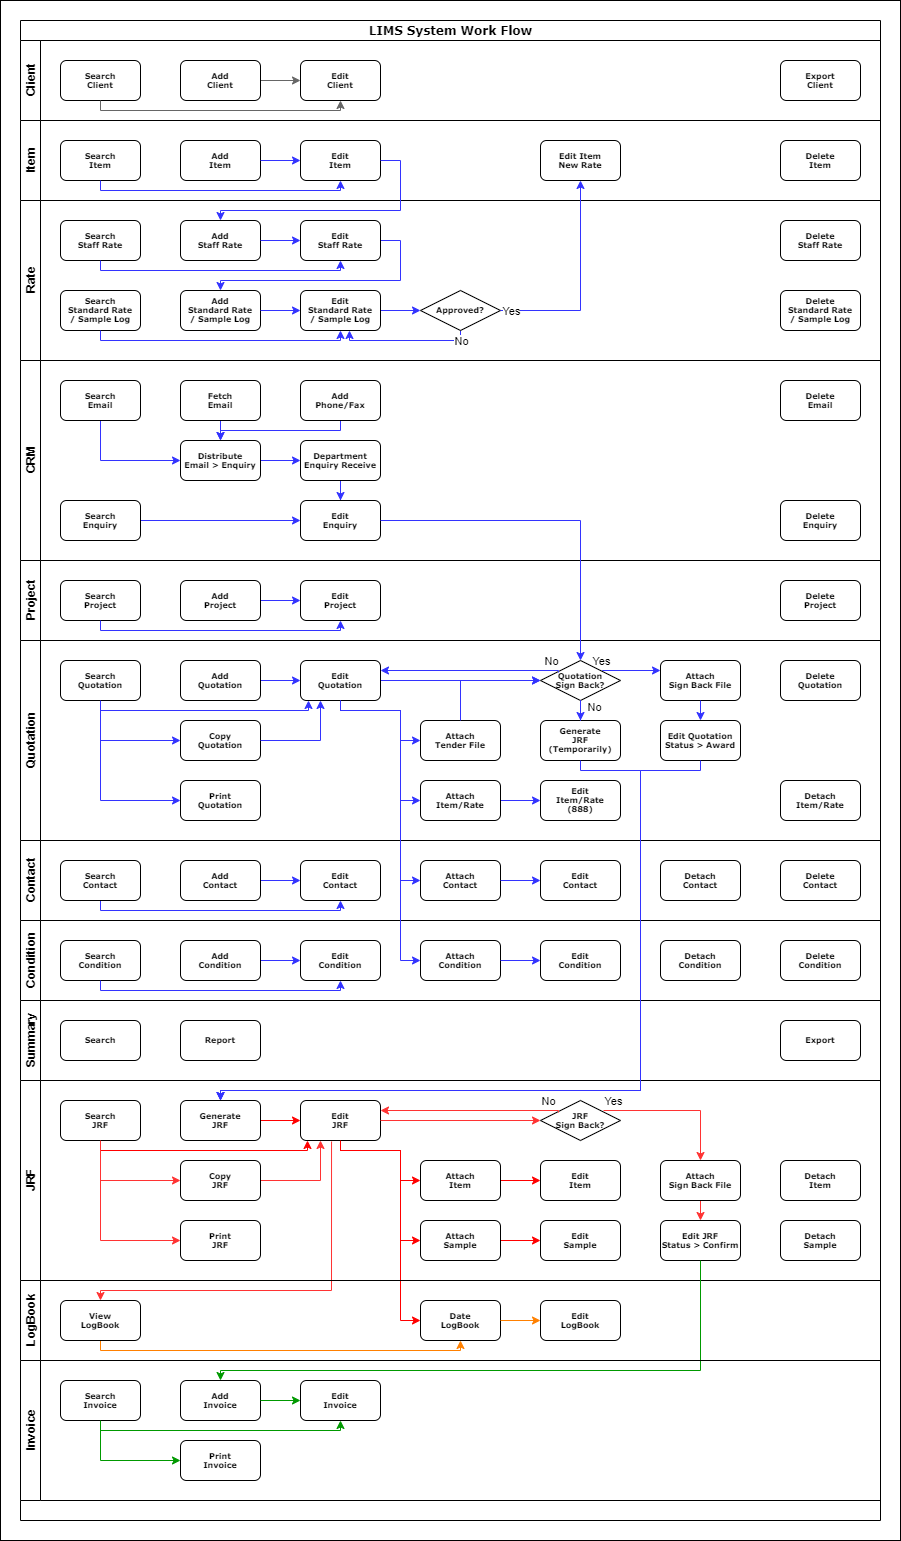 LIMS System Work Flow
Client
Search
Client
Add
Client
Edit
Client
Export
Client
Item
Search
Item
Add
Item
Edit
Item
Edit Item
New Rate
Delete
Item
Rate
Search
Staff Rate
Add
Staff Rate
Edit
Staff Rate
Delete
Staff Rate
Search
Standard Rate
/ Sample Log
Add
Standard Rate
/ Sample Log
Edit
Standard Rate
/ Sample Log
Approved?
Yes
No
Delete
Standard Rate
/ Sample Log
CRM
Search
Email
Fetch
Email
Add
Phone/Fax
Delete
Email
Distribute
Email > Enquiry
Department
Enquiry Receive
Search
Enquiry
Edit
Enquiry
Delete
Enquiry
Project
Search
Project
Add
Project
Edit
Project
Delete
Project
Quotation
Search
Quotation
Add
Quotation
Edit
Quotation
No
Quotation
Sign Back?
Yes
No
Attach
Sign Back File
Delete
Quotation
Copy
Quotation
Attach
Tender File
Generate
JRF
(Temporarily)
Edit Quotation
Status > Award
Print
Quotation
Attach
Item/Rate
Edit
Item/Rate
(888)
Detach
Item/Rate
Contact
Search
Contact
Add
Contact
Edit
Contact
Attach
Contact
Edit
Contact
Detach
Contact
Delete
Contact
Condition
Search
Condition
Add
Condition
Edit
Condition
Attach
Condition
Edit
Condition
Detach
Condition
Delete
Condition
Summary
Search
Report
Export
JRF
Search
JRF
Generate
JRF
Edit
JRF
No
JRF
Sign Back?
Yes
Copy
JRF
Attach
Item
Edit
Item
Attach
Sign Back File
Detach
Item
Print
JRF
Attach
Sample
Edit
Sample
Edit JRF
Status > Confirm
Detach
Sample
LogBook
View
LogBook
Date
LogBook
Edit
LogBook
Invoice
Search
Invoice
Add
Invoice
Edit
Invoice
Print
Invoice